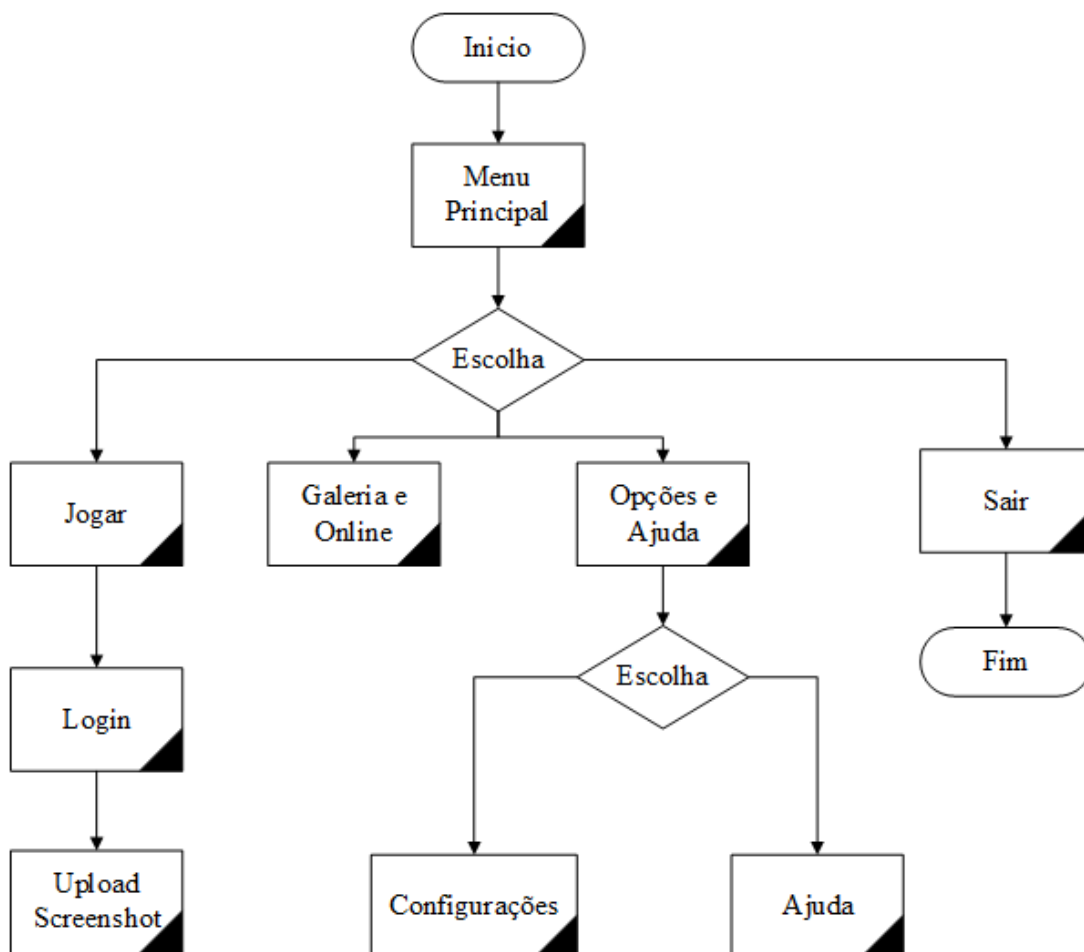 Inicio
Menu
Principal
Escolha
Jogar
Galeria e
Online
Opções e
Ajuda
Sair
Escolha
Fim
Login
Upload
Screenshot
Configurações
Ajuda